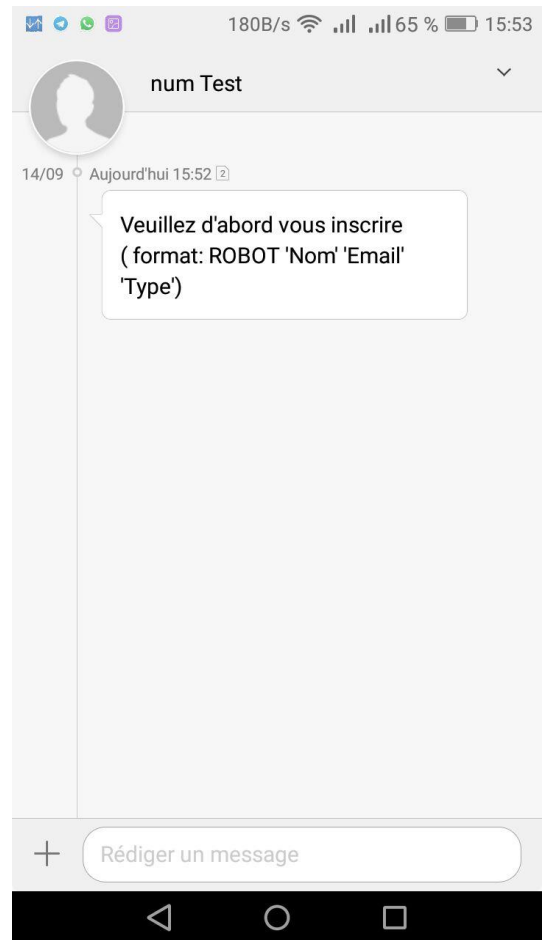 180B/s 65 % 15:53
num Test
14/09 Aujourd'hui 15:52 2
Veuillez d'abord vous inscrire
( format: ROBOT 'Nom' 'Email'
'Type')
Rédiger un message